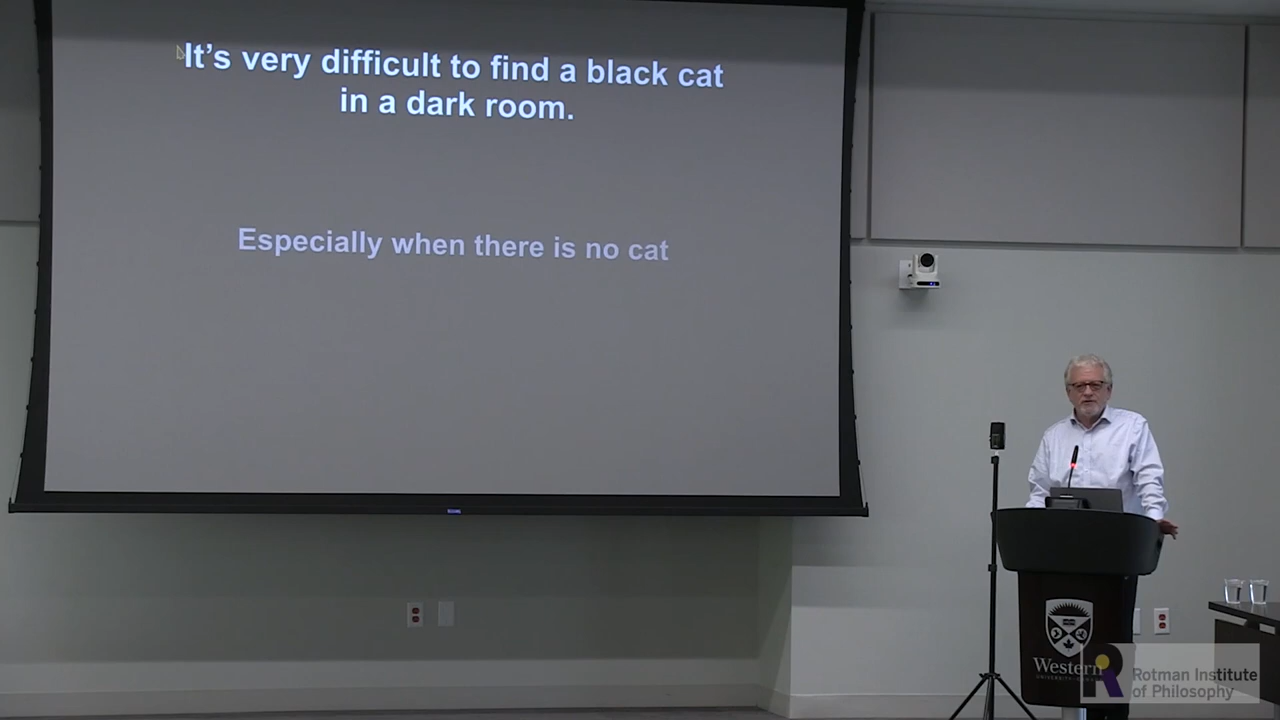 It's very difficult to find a black cat
in a dark room.
Especially when there is no cat
Western
Rotman Institute
of Philosophy